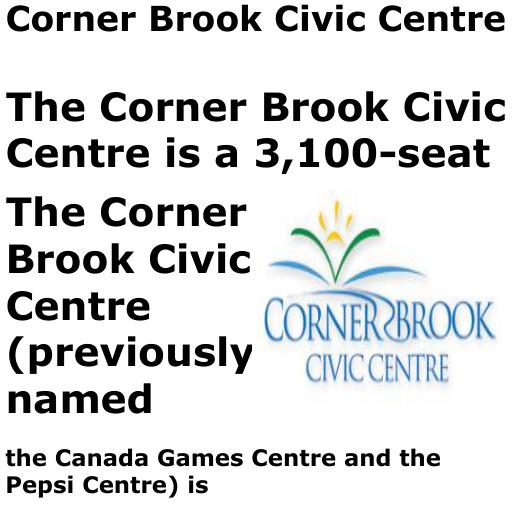 Corner Brook Civic Centre
The Corner Brook Civic
Centre is a 3,100-seat
The Corner
Brook Civic
Centre
(previously
named
CORNER BROOK
CIVIC CENTRE
the Canada Games Centre and the
Pepsi Centre) is